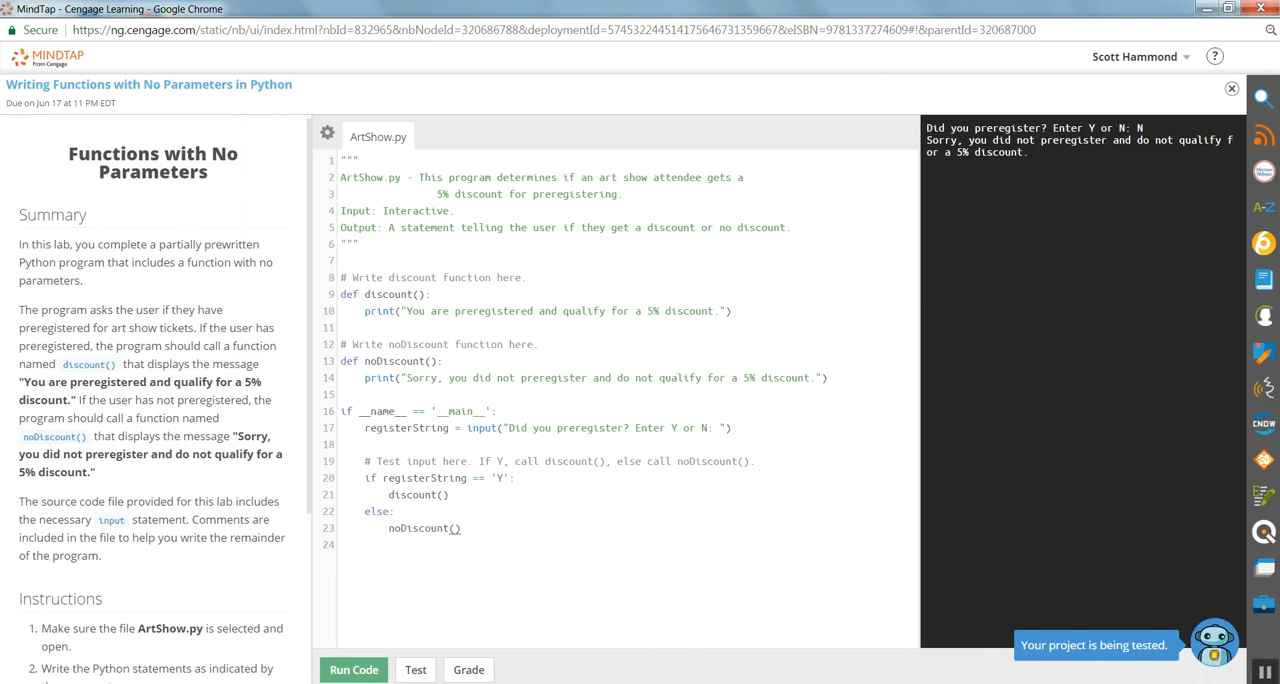 MindTap - Cengage Learning - Google Chrome
Secure https://ng.cengage.com/static/nb/ui/index.html?nbId=832965&nbNodeId=320686788&deploymentId=574532244514175646731359667&eISBN=9781337274609#!&parentId=320687000
MINDTAP
From Cengage
Scott Hammond
?
Writing Functions with No Parameters in Python
Due on Jun 17 at 11 PM EDT
Functions with No
Parameters
Summary
In this lab, you complete a partially prewritten
Python program that includes a function with no
parameters.
The program asks the user if they have
preregistered for art show tickets. If the user has
preregistered, the program should call a function
named discount() that displays the message
"You are preregistered and qualify for a 5%
discount." If the user has not preregistered, the
program should call a function named
noDiscount() that displays the message "Sorry,
you did not preregister and do not qualify for a
5% discount."
The source code file provided for this lab includes
the necessary input statement. Comments are
included in the file to help you write the remainder
of the program.
Instructions
1. Make sure the file ArtShow.py is selected and
open.
2. Write the Python statements as indicated by
ArtShow.py
1 """
2 ArtShow.py - This program determines if an art show attendee gets a
3 5% discount for preregistering.
4 Input: Interactive.
5 Output: A statement telling the user if they get a discount or no discount.
6 """
7
8 # Write discount function here.
9 def discount():
10 print("You are preregistered and qualify for a 5% discount.")
11
12 # Write noDiscount function here.
13 def noDiscount():
14 print("Sorry, you did not preregister and do not qualify for a 5% discount.")
15
16 if __name__ == '__main__':
17 registerString = input("Did you preregister? Enter Y or N: ")
18
19 # Test input here. If Y, call discount(), else call noDiscount().
20 if registerString == 'Y':
21 discount()
22 else:
23 noDiscount()
24
Run Code Test Grade
Did you preregister? Enter Y or N: N
Sorry, you did not preregister and do not qualify f
or a 5% discount.
Your project is being tested.
A-Z
CNOW